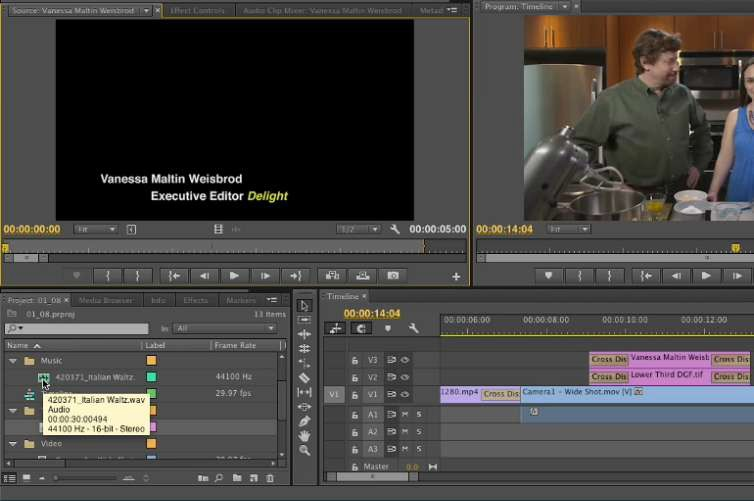 Source: Vanessa Maltin Weisbrod
Effect Controls
Audio Clip Mixer: Vanessa Maltin Weisbrod
Metad
Program: Timeline
Vanessa Maltin Weisbrod
Executive Editor Delight
00:00:00:00
Fit
1/2
00:00:05:00
00:00:14:04
Fit
Project: 01_08
Media Browser
Info
Effects
Markers
01_08.prproj
13 Items
In: All
Name
Label
Frame Rate
Music
420371_Italian Waltz.
44100 Hz
29.97 fps
420371_Italian Waltz.wav
Audio
00:00:30:00494
44100 Hz - 16-bit - Stereo
Video
Timeline
00:00:14:04
00:00:06:00
00:00:08:00
00:00:10:00
00:00:12:00
V3
Cross Dis
Vanessa Maltin Weisb
Cross Dis
V2
Cross Dis
Lower Third DGF.tif
Cross Dis
V1
V1
1280.mp4
Cross Dis
Camera1 - Wide Shot.mov [V]
A1
M
S
A2
M
S
A3
M
S
Master
0.0